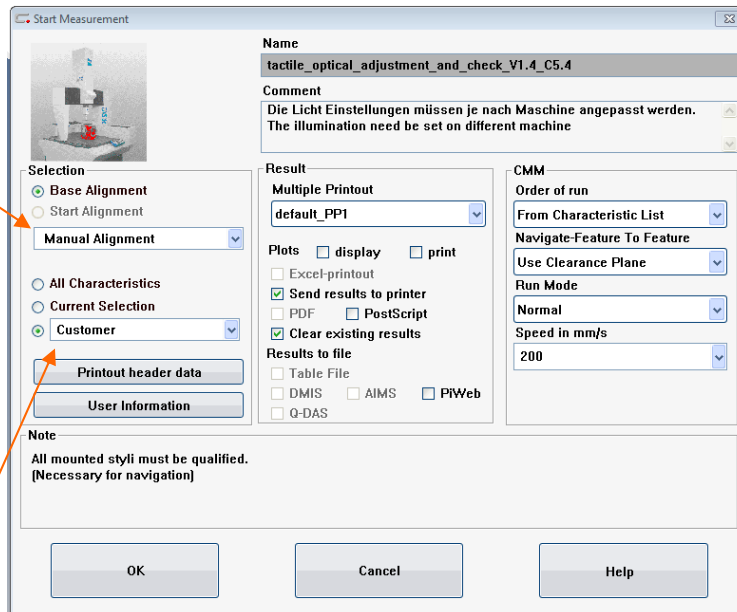 Start Measurement
Name
tactile_optical_adjustment_and_check_V1.4_C5.4
Comment
Die Licht Einstellungen müssen je nach Maschine angepasst werden.
The illumination need be set on different machine
Selection
Base Alignment
Start Alignment
Manual Alignment
All Characteristics
Current Selection
Customer
Printout header data
User Information
Result
Multiple Printout
default_PP1
Plots display print
Excel-printout
Send results to printer
PDF PostScript
Clear existing results
Results to file
Table File
DMIS AIMS PiWeb
Q-DAS
CMM
Order of run
From Characteristic List
Navigate-Feature To Feature
Use Clearance Plane
Run Mode
Normal
Speed in mm/s
200
Note
All mounted styli must be qualified.
(Necessary for navigation)
OK
Cancel
Help